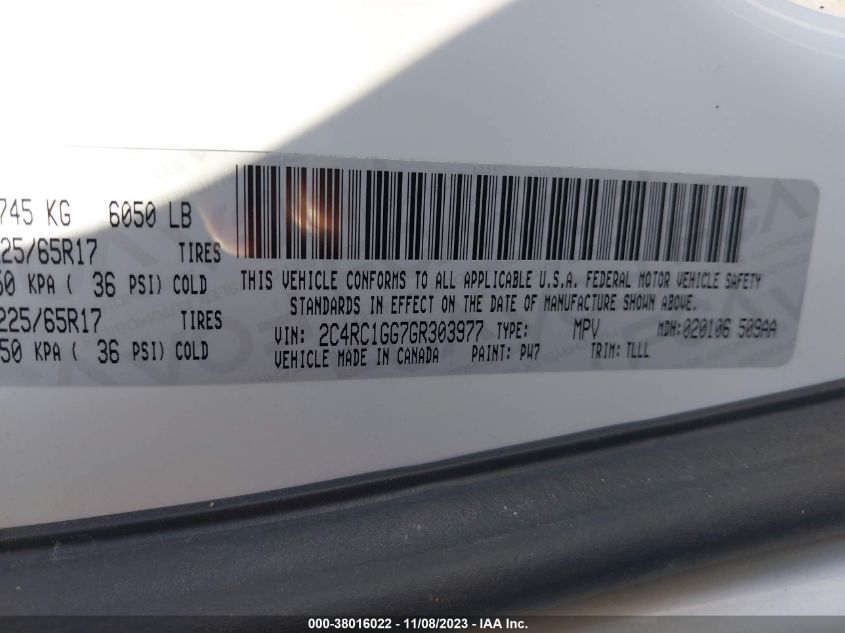 745 KG 6050 LB
25/65R17 TIRES
50 KPA ( 36 PSI) COLD
225/65R17 TIRES
50 KPA ( 36 PSI) COLD
THIS VEHICLE CONFORMS TO ALL APPLICABLE U.S.A. FEDERAL MOTOR VEHICLE SAFETY
STANDARDS IN EFFECT ON THE DATE OF MANUFACTURE SHOWN ABOVE.
VIN: 2C4RC1GG7GR303977 TYPE: MPV MDH:020106 509AA
VEHICLE MADE IN CANADA PAINT: PW7 TRIM: TLLL
000-38016022 - 11/08/2023 - IAA Inc.